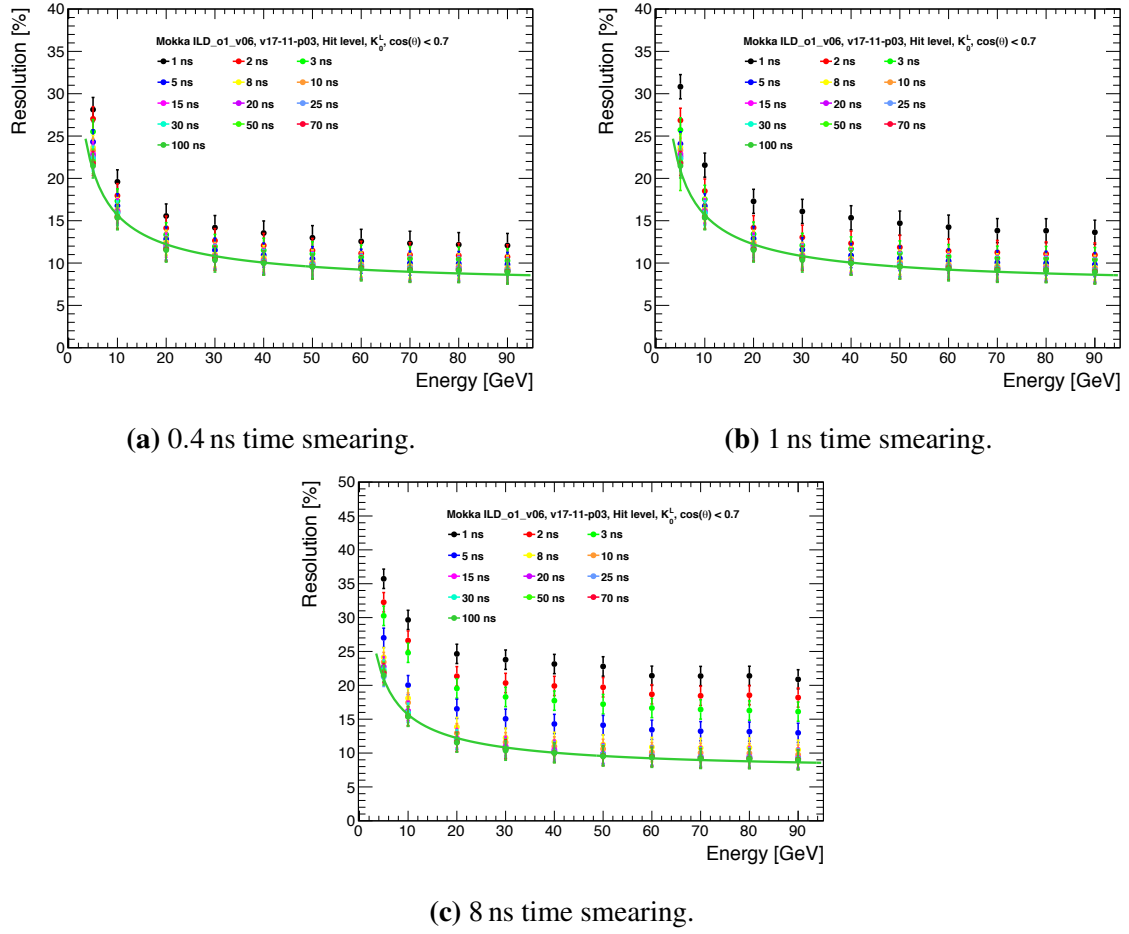 Resolution [%]
40
35
30
25
20
15
10
5
0
Mokka ILD_o1_v06, v17-11-p03, Hit level, K₀ᴸ, cos(θ) < 0.7
1 ns 2 ns 3 ns
5 ns 8 ns 10 ns
15 ns 20 ns 25 ns
30 ns 50 ns 70 ns
100 ns
0 10 20 30 40 50 60 70 80 90
Energy [GeV]
(a) 0.4 ns time smearing.
Resolution [%]
40
35
30
25
20
15
10
5
0
Mokka ILD_o1_v06, v17-11-p03, Hit level, K₀ᴸ, cos(θ) < 0.7
1 ns 2 ns 3 ns
5 ns 8 ns 10 ns
15 ns 20 ns 25 ns
30 ns 50 ns 70 ns
100 ns
0 10 20 30 40 50 60 70 80 90
Energy [GeV]
(b) 1 ns time smearing.
Resolution [%]
50
45
40
35
30
25
20
15
10
5
0
Mokka ILD_o1_v06, v17-11-p03, Hit level, K₀ᴸ, cos(θ) < 0.7
1 ns 2 ns 3 ns
5 ns 8 ns 10 ns
15 ns 20 ns 25 ns
30 ns 50 ns 70 ns
100 ns
0 10 20 30 40 50 60 70 80 90
Energy [GeV]
(c) 8 ns time smearing.